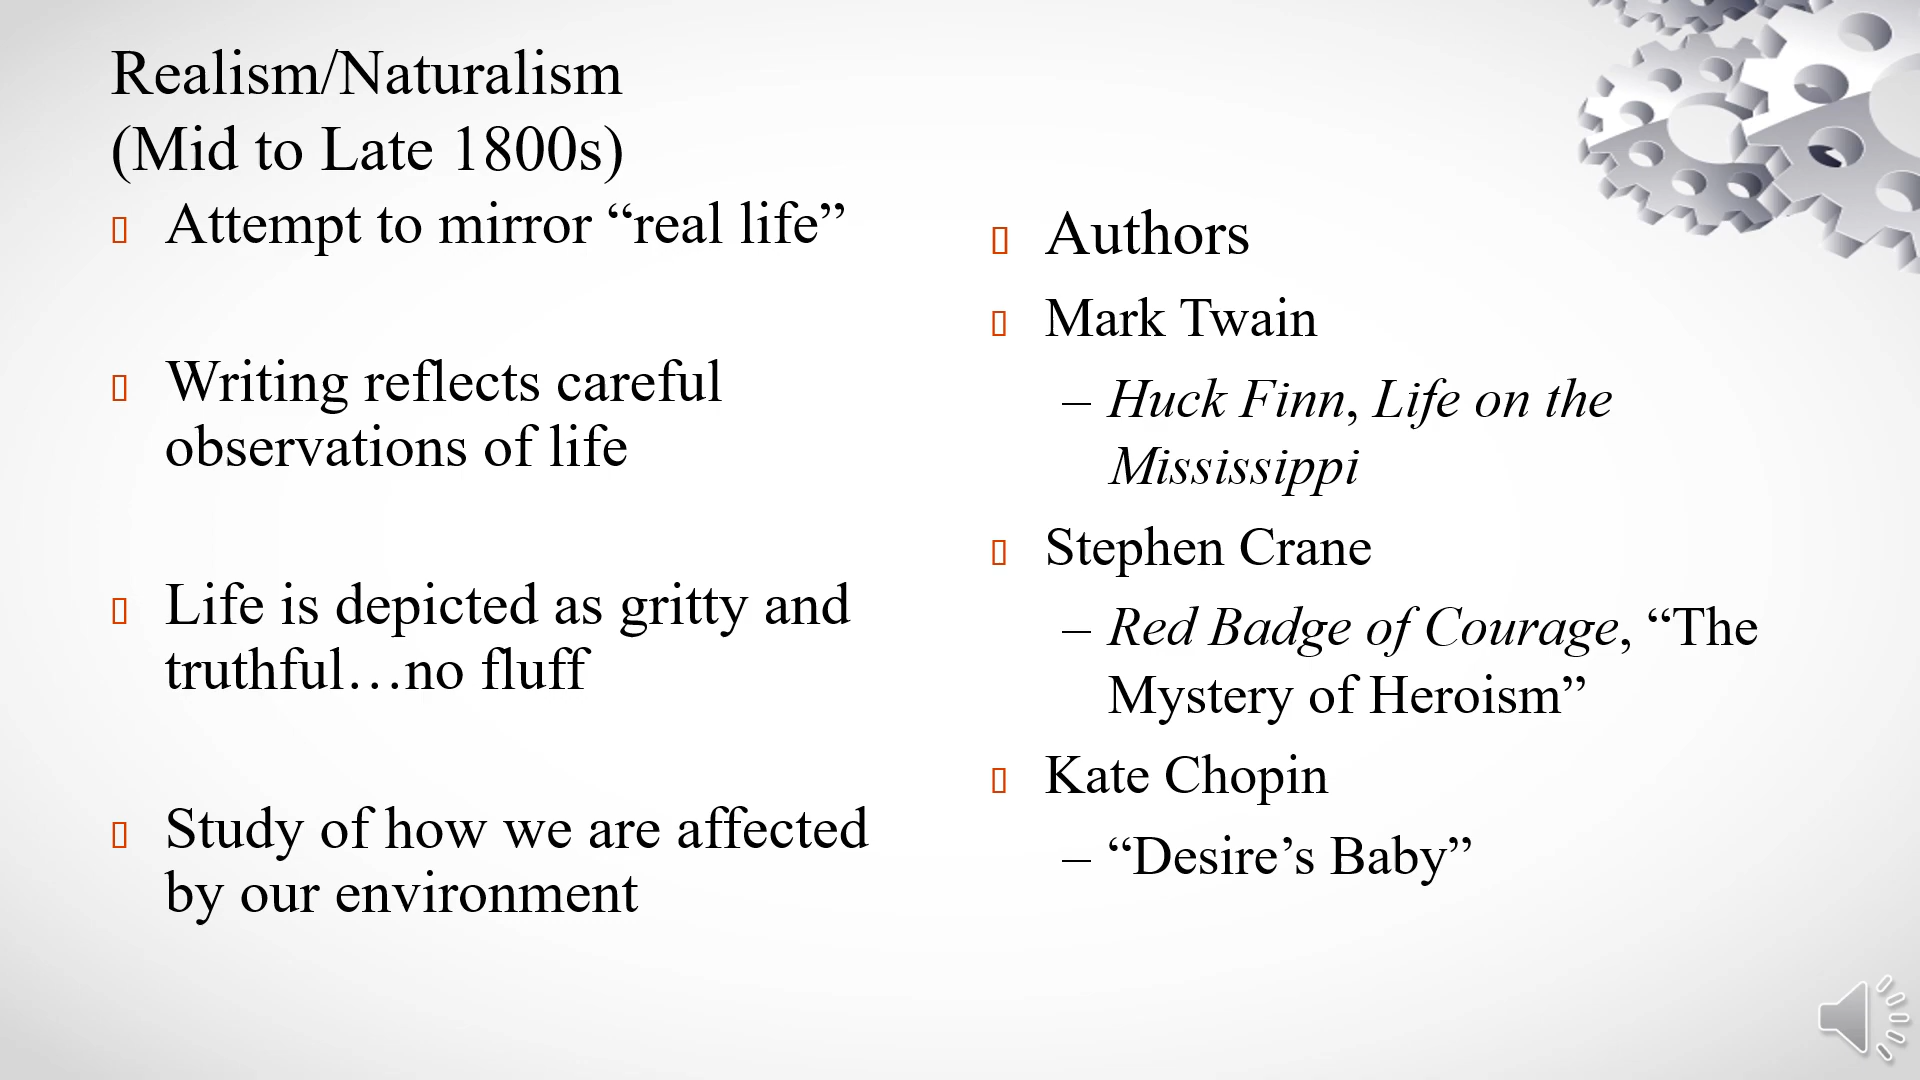 Realism/Naturalism
(Mid to Late 1800s)
Attempt to mirror “real life”
Writing reflects careful
observations of life
Life is depicted as gritty and
truthful…no fluff
Study of how we are affected
by our environment
Authors
Mark Twain
– Huck Finn, Life on the
Mississippi
Stephen Crane
– Red Badge of Courage, “The
Mystery of Heroism”
Kate Chopin
– “Desire’s Baby”